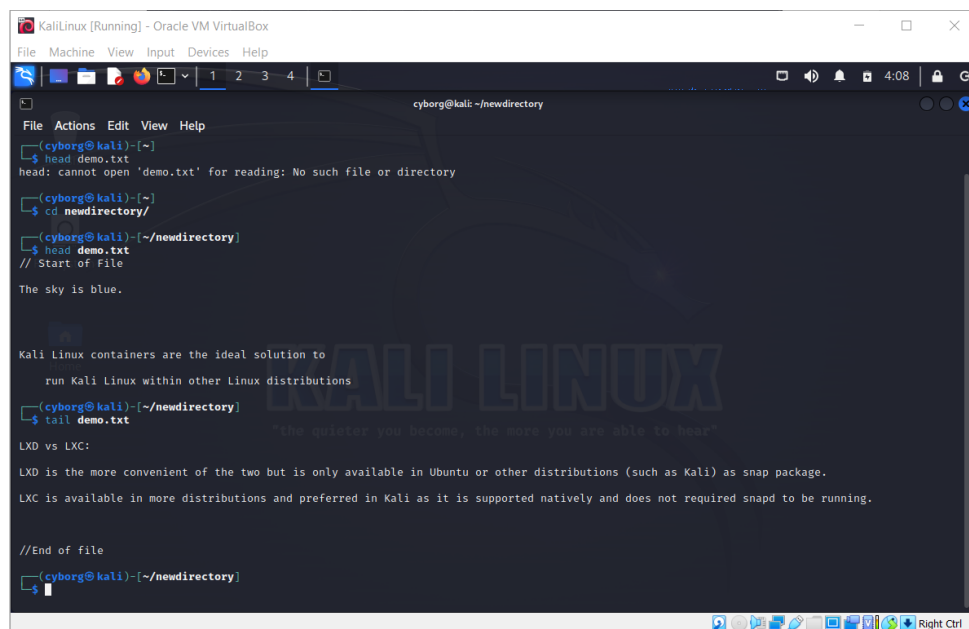 KaliLinux [Running] - Oracle VM VirtualBox
File Machine View Input Devices Help
1 2 3 4
4:08
cyborg@kali: ~/newdirectory
File Actions Edit View Help
┌──(cyborg㉿kali)-[~]
└─$ head demo.txt
head: cannot open 'demo.txt' for reading: No such file or directory
┌──(cyborg㉿kali)-[~]
└─$ cd newdirectory/
┌──(cyborg㉿kali)-[~/newdirectory]
└─$ head demo.txt
// Start of File
The sky is blue.
Kali Linux containers are the ideal solution to
run Kali Linux within other Linux distributions
┌──(cyborg㉿kali)-[~/newdirectory]
└─$ tail demo.txt
LXD vs LXC:
LXD is the more convenient of the two but is only available in Ubuntu or other distributions (such as Kali) as snap package.
LXC is available in more distributions and preferred in Kali as it is supported natively and does not required snapd to be running.
//End of file
┌──(cyborg㉿kali)-[~/newdirectory]
└─$
KALI LINUX
"the quieter you become, the more you are able to hear"
Right Ctrl